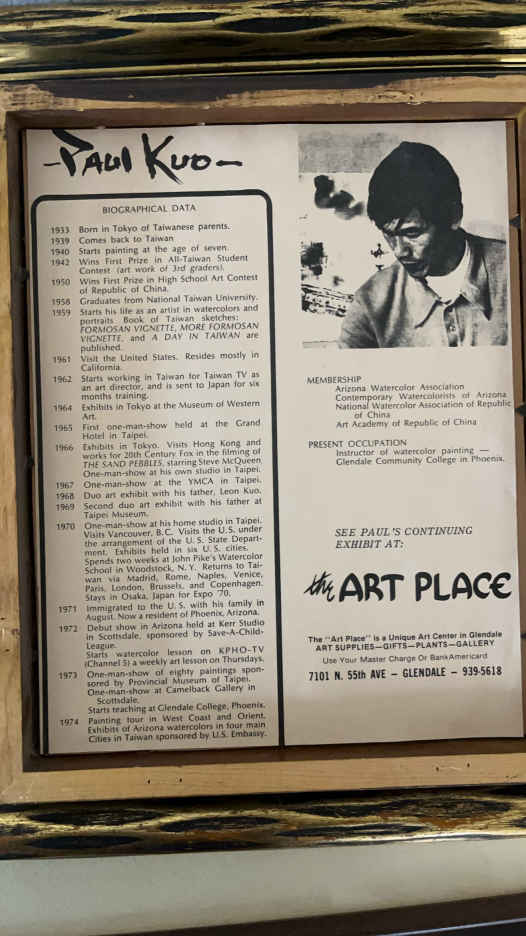 -PAUL KUO-
BIOGRAPHICAL DATA
1933 Born in Tokyo of Taiwanese parents.
1939 Comes back to Taiwan
1940 Starts painting at the age of seven.
1942 Wins First Prize in All-Taiwan Student
Contest (art work of 3rd graders).
1950 Wins First Prize in High School Art Contest
of Republic of China.
1958 Graduates from National Taiwan University.
1959 Starts his life as an artist in watercolors and
portraits Book of Taiwan sketches:
FORMOSAN VIGNETTE, MORE FORMOSAN
VIGNETTE, and A DAY IN TAIWAN are
published.
1961 Visit the United States. Resides mostly in
California.
1962 Starts working in Taiwan for Taiwan TV as
an art director, and is sent to Japan for six
months training.
1964 Exhibits in Tokyo at the Museum of Western
Art.
1965 First one-man-show held at the Grand
Hotel in Taipei.
1966 Exhibits in Tokyo. Visits Hong Kong and
works for 20th Century Fox in the filming of
THE SAND PEBBLES, starring Steve McQueen
One-man-show at his own studio in Taipei.
1967 One-man-show at the YMCA in Taipei.
1968 Duo art exhibit with his father, Leon Kuo.
1969 Second duo art exhibit with his father at
Taipei Museum.
1970 One-man-show at his home studio in Taipei.
Visits Vancouver, B.C. Visits the U.S. under
the arrangement of the U. S. State Depart-
ment. Exhibits held in six U. S. cities.
Spends two weeks at John Pike's Watercolor
School in Woodstock, N. Y. Returns to Tai-
wan via Madrid, Rome, Naples, Venice,
Paris, London, Brussels, and Copenhagen.
Stays in Osaka, Japan for Expo '70.
1971 Immigrated to the U. S. with his family in
August. Now a resident of Phoenix, Arizona.
1972 Debut show in Arizona held at Kerr Studio
in Scottsdale, sponsored by Save-A-Child-
League.
Starts watercolor lesson on KPHO-TV
(Channel 5) a weekly art lesson on Thursdays.
1973 One-man-show of eighty paintings spon-
sored by Provincial Museum of Taipei.
One-man-show at Camelback Gallery in
Scottsdale.
Starts teaching at Glendale College, Phoenix.
1974 Painting tour in West Coast and Orient.
Exhibits of Arizona watercolors in four main
Cities in Taiwan sponsored by U.S. Embassy.
MEMBERSHIP
Arizona Watercolor Association
Contemporary Watercolorists of Arizona
National Watercolor Association of Republic
of China
Art Academy of Republic of China
PRESENT OCCUPATION
Instructor of watercolor painting —
Glendale Community College in Phoenix.
SEE PAUL'S CONTINUING
EXHIBIT AT:
the ART PLACE
The "Art Place" is a Unique Art Center in Glendale
ART SUPPLIES—GIFTS—PLANTS—GALLERY
Use Your Master Charge Or BankAmericard
7101 N. 55th AVE — GLENDALE — 939-5618